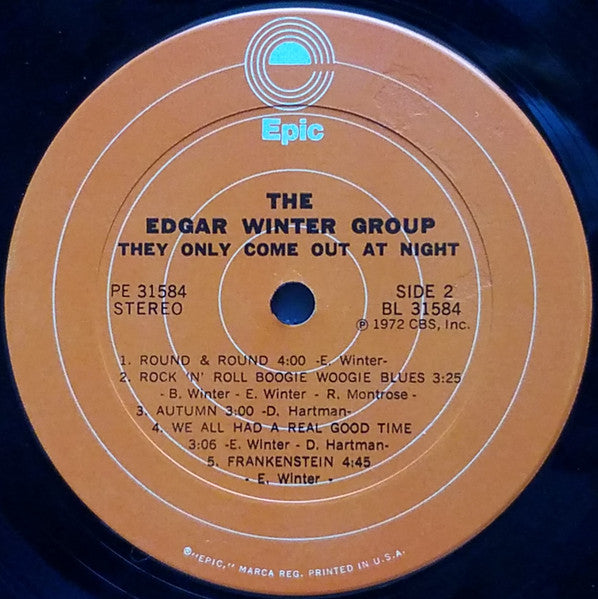 Epic
THE
EDGAR WINTER GROUP
THEY ONLY COME OUT AT NIGHT
PE 31584 SIDE 2
STEREO BL 31584
℗ 1972 CBS, Inc.
1. ROUND & ROUND 4:00 -E. Winter-
2. ROCK 'N' ROLL BOOGIE WOOGIE BLUES 3:25
- B. Winter - E. Winter - R. Montrose -
3. AUTUMN 3:00 -D. Hartman-
4. WE ALL HAD A REAL GOOD TIME
3:06 -E. Winter - D. Hartman-
5. FRANKENSTEIN 4:45
- E. Winter -
®"EPIC," MARCA REG. PRINTED IN U.S.A.